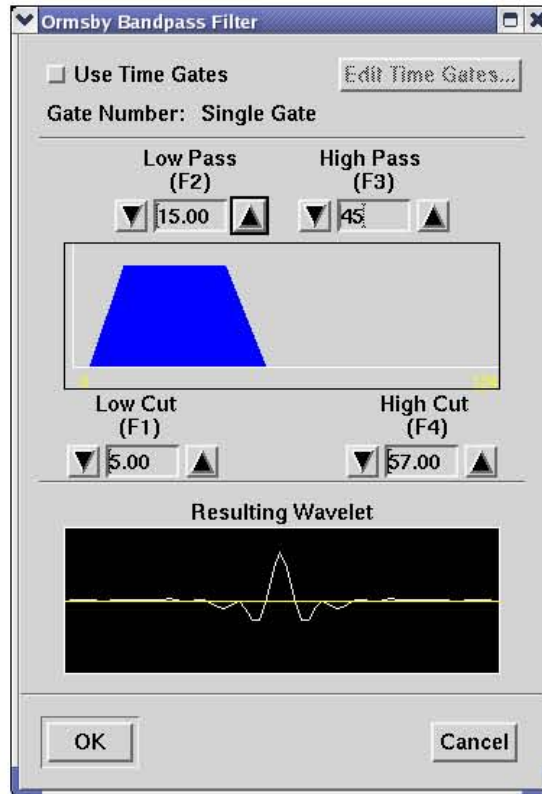 Ormsby Bandpass Filter
Use Time Gates
Edit Time Gates...
Gate Number: Single Gate
Low Pass
(F2)
High Pass
(F3)
15.00
45
Low Cut
(F1)
High Cut
(F4)
5.00
57.00
Resulting Wavelet
OK
Cancel